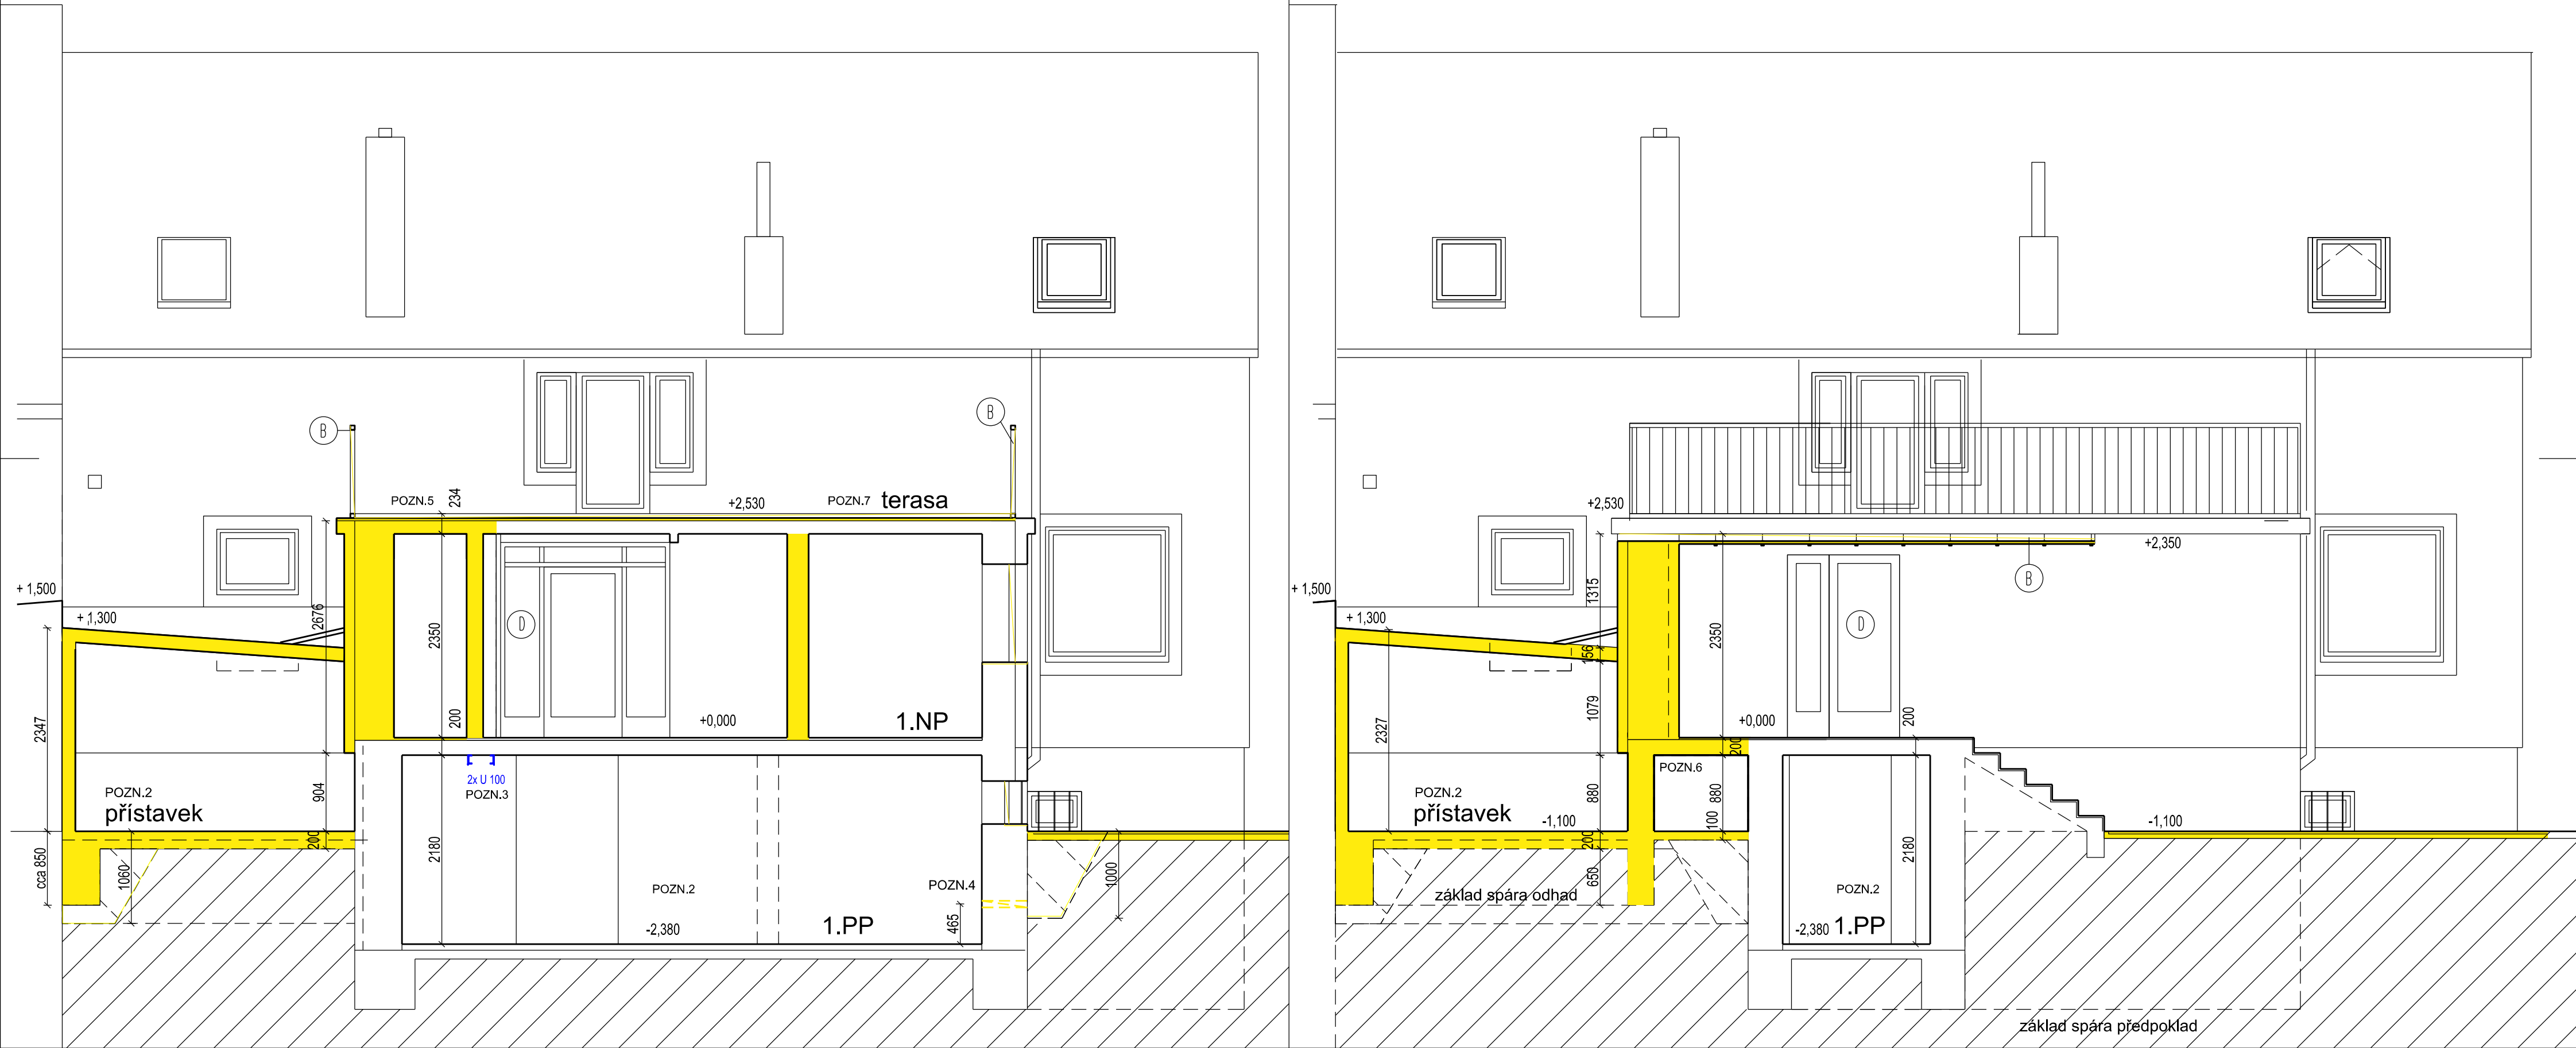 B
B
POZN.5
234
+2,530
POZN.7 terasa
+ 1,500
+ 1,300
2676
2350
D
200
+0,000
1.NP
2347
2x U 100
POZN.3
POZN.2
přístavek
904
200
2180
cca 850
1060
POZN.2
POZN.4
465
1000
-2,380
1.PP
+2,530
+2,350
B
+ 1,500
+ 1,300
1315
2350
D
156
1079
2327
+0,000
200
200
POZN.6
POZN.2
přístavek
880
880
-1,100
100
-1,100
200
2180
650
základ spára odhad
POZN.2
-2,380 1.PP
základ spára předpoklad